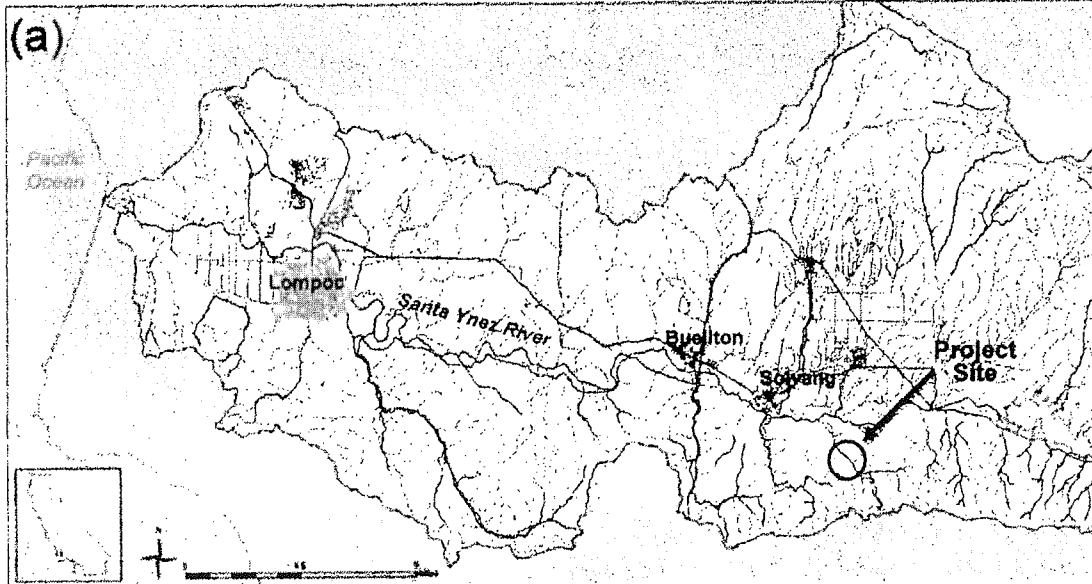 (a)
Pacific
Ocean
Lompoc
Santa Ynez River
Buellton
Solvang
Project
Site